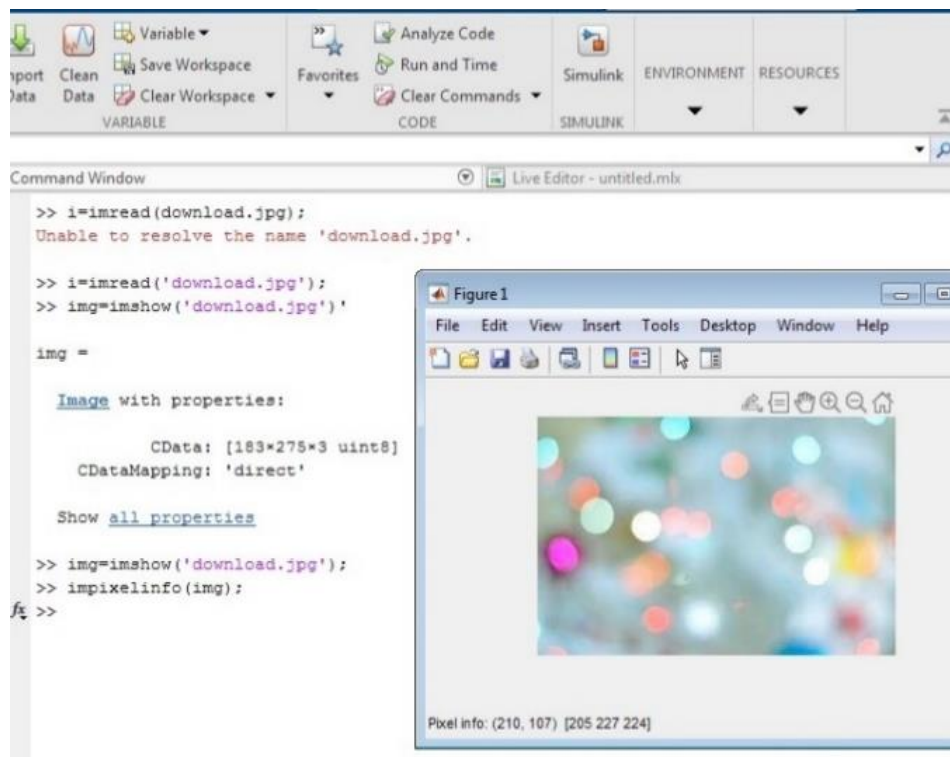 Variable
Analyze Code
Save Workspace
Run and Time
Clear Workspace
Clear Commands
Clean
Data
Favorites
Simulink
ENVIRONMENT
RESOURCES
VARIABLE
CODE
SIMULINK
Command Window
Live Editor - untitled.mlx
>> i=imread(download.jpg);
Unable to resolve the name 'download.jpg'.
>> i=imread('download.jpg');
>> img=imshow('download.jpg')'
img =
Image with properties:
CData: [183×275×3 uint8]
CDataMapping: 'direct'
Show all properties
>> img=imshow('download.jpg');
>> impixelinfo(img);
fx >>
Figure 1
File Edit View Insert Tools Desktop Window Help
Pixel info: (210, 107) [205 227 224]